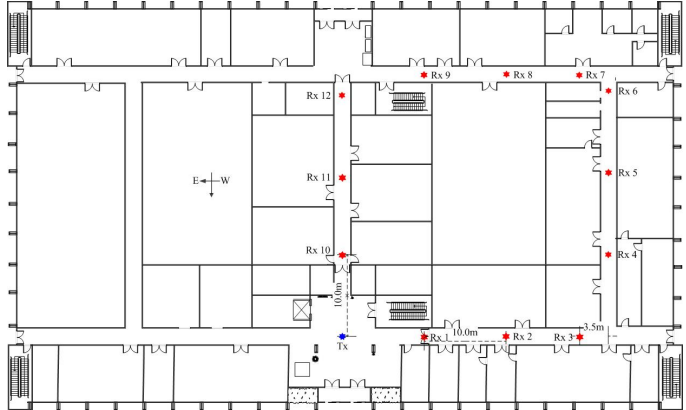 Rx 9
Rx 8
Rx 7
Rx 12
Rx 6
Rx 11
Rx 5
E
W
Rx 10
Rx 4
10.0m
3.5m
10.0m
Tx
Rx 1
Rx 2
Rx 3